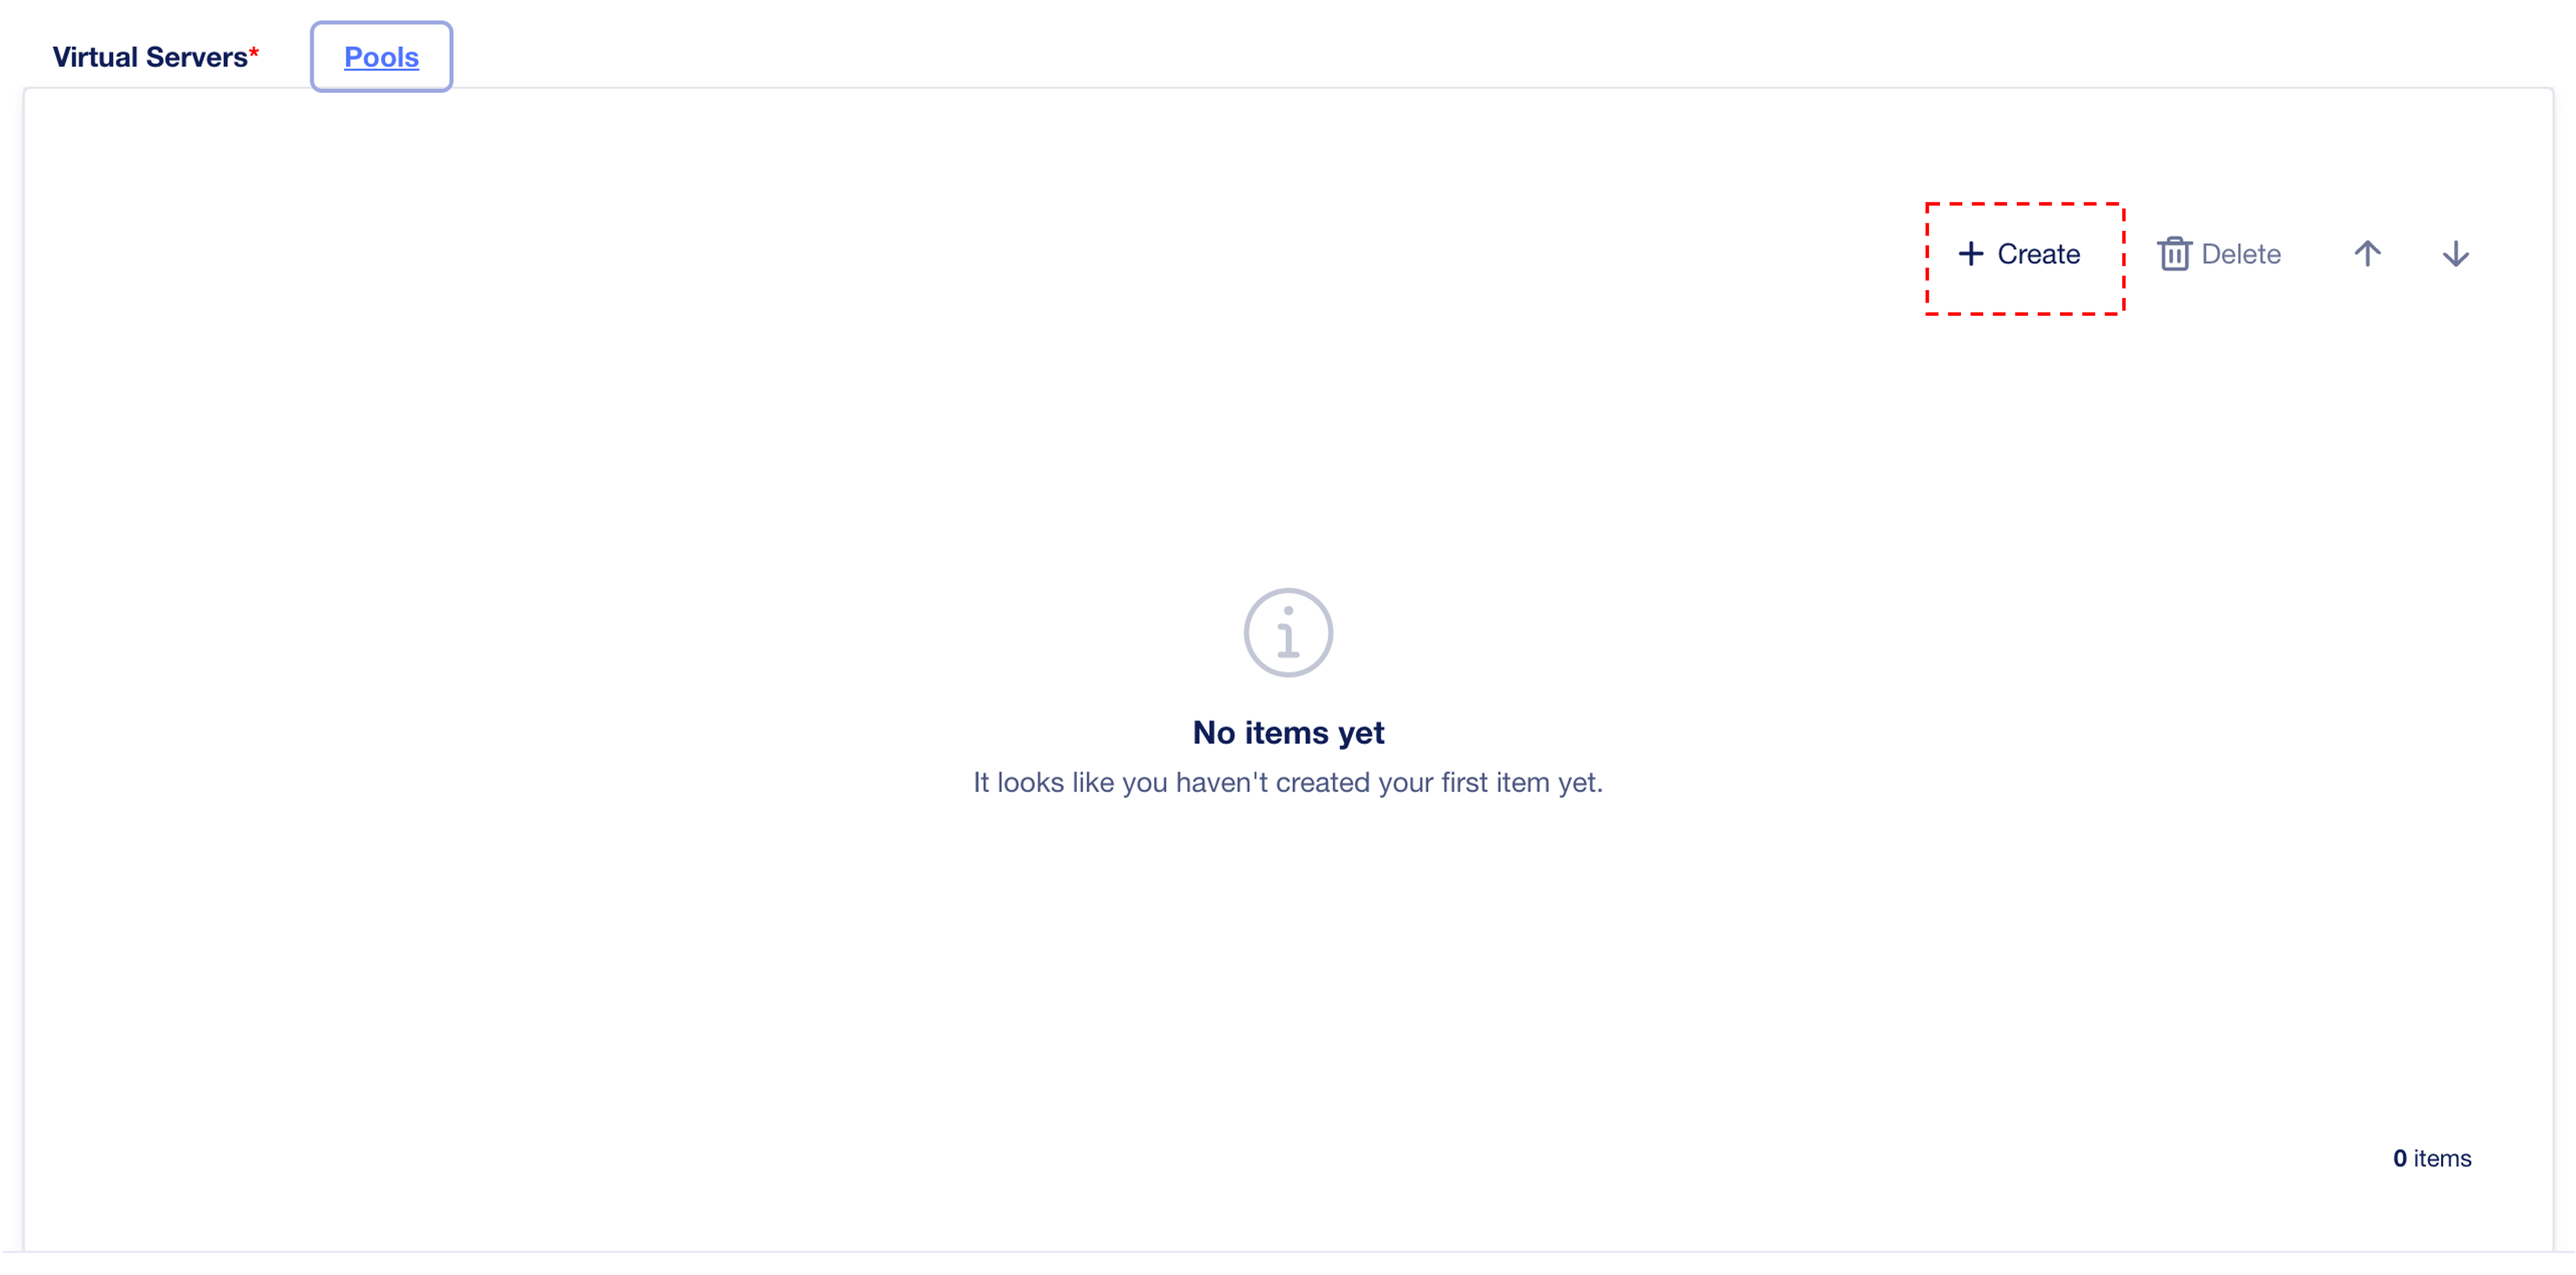 Virtual Servers* Pools
Create Delete
No items yet
It looks like you haven't created your first item yet.
0 items